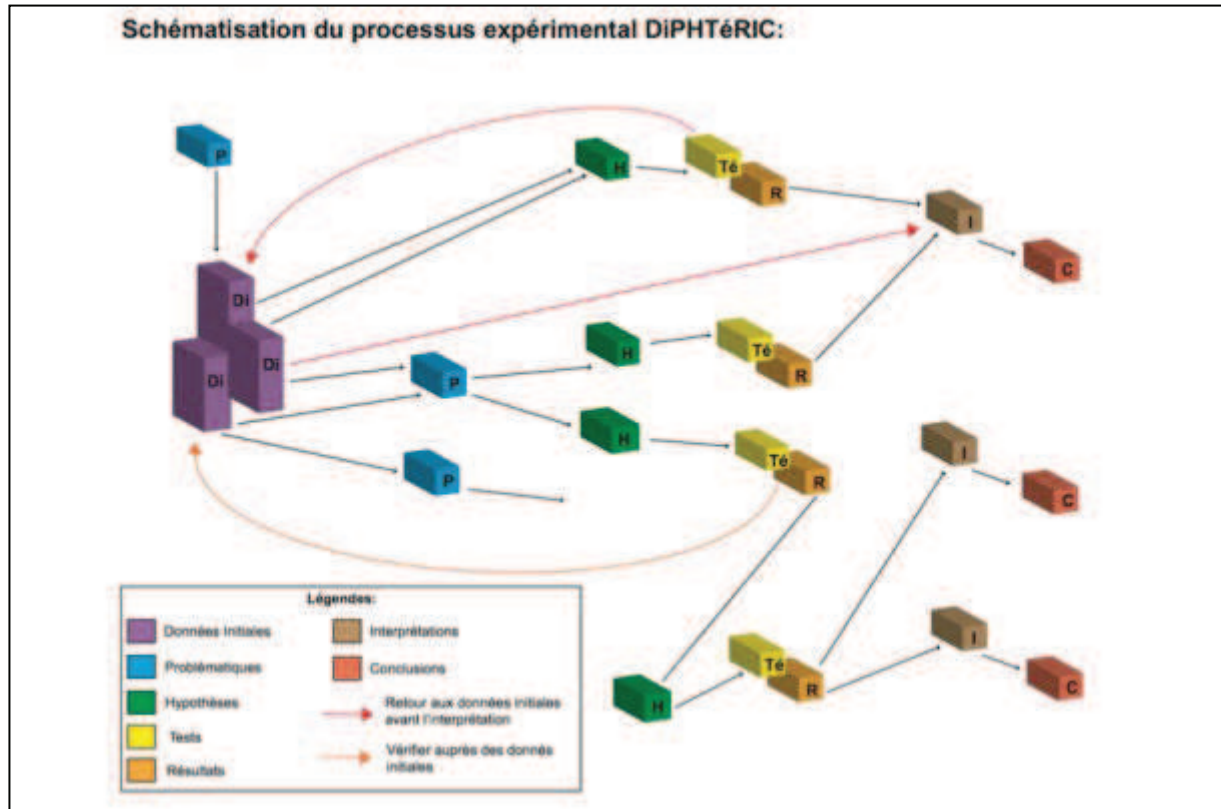 Schématisation du processus expérimental DiPHTéRIC:
P
H
Té
R
I
C
Di
Di
Di
H
Té
R
P
H
Té
R
P
I
C
H
Té
R
I
C
Légendes:
Données Initiales
Problématiques
Hypothèses
Tests
Résultats
Interprétations
Conclusions
Retour aux données initiales
avant l'interprétation
Vérifier auprès des donnés
initiales